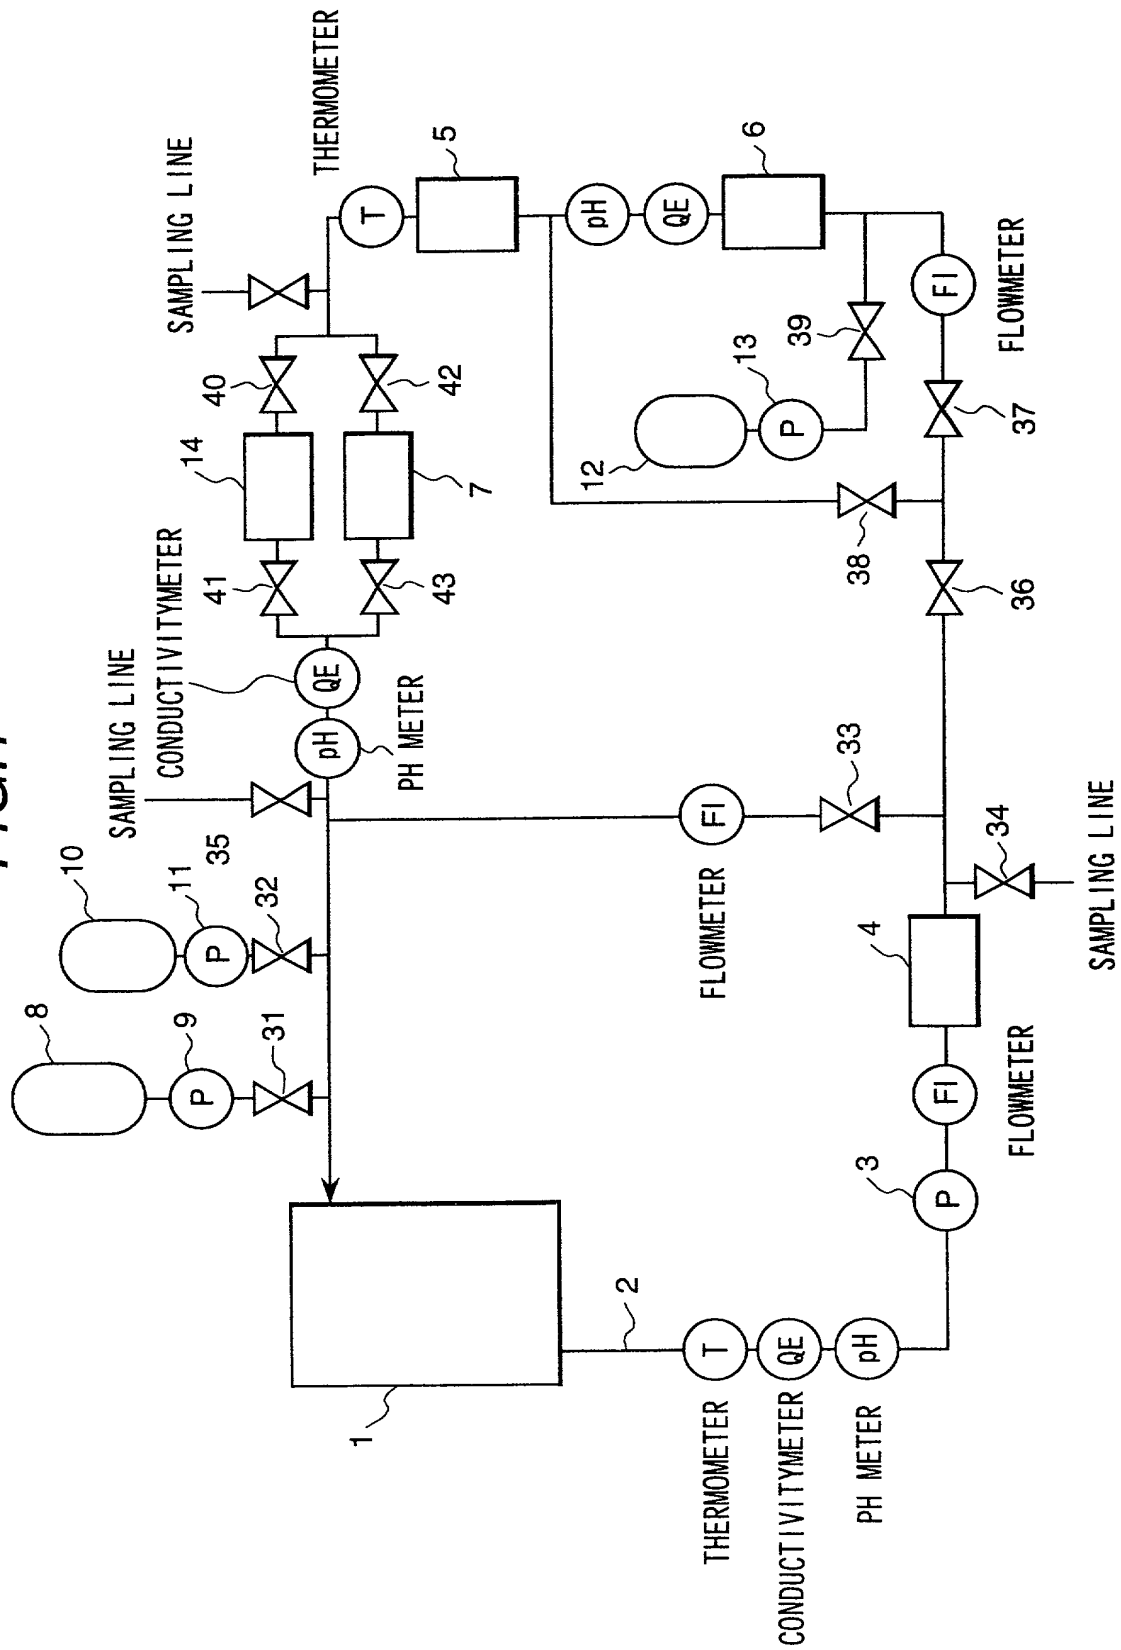 8
10
SAMPLING LINE
CONDUCTIVITYMETER
14
SAMPLING LINE
THERMOMETER
9
P
31
11
P
32
35
41
40
QE
pH
PH METER
43
42
7
T
5
1
2
T
THERMOMETER
QE
CONDUCTIVITYMETER
pH
PH METER
3
P
FI
FLOWMETER
4
34
SAMPLING LINE
FI
FLOWMETER
33
36
38
37
12
13
P
39
FI
FLOWMETER
pH
QE
6